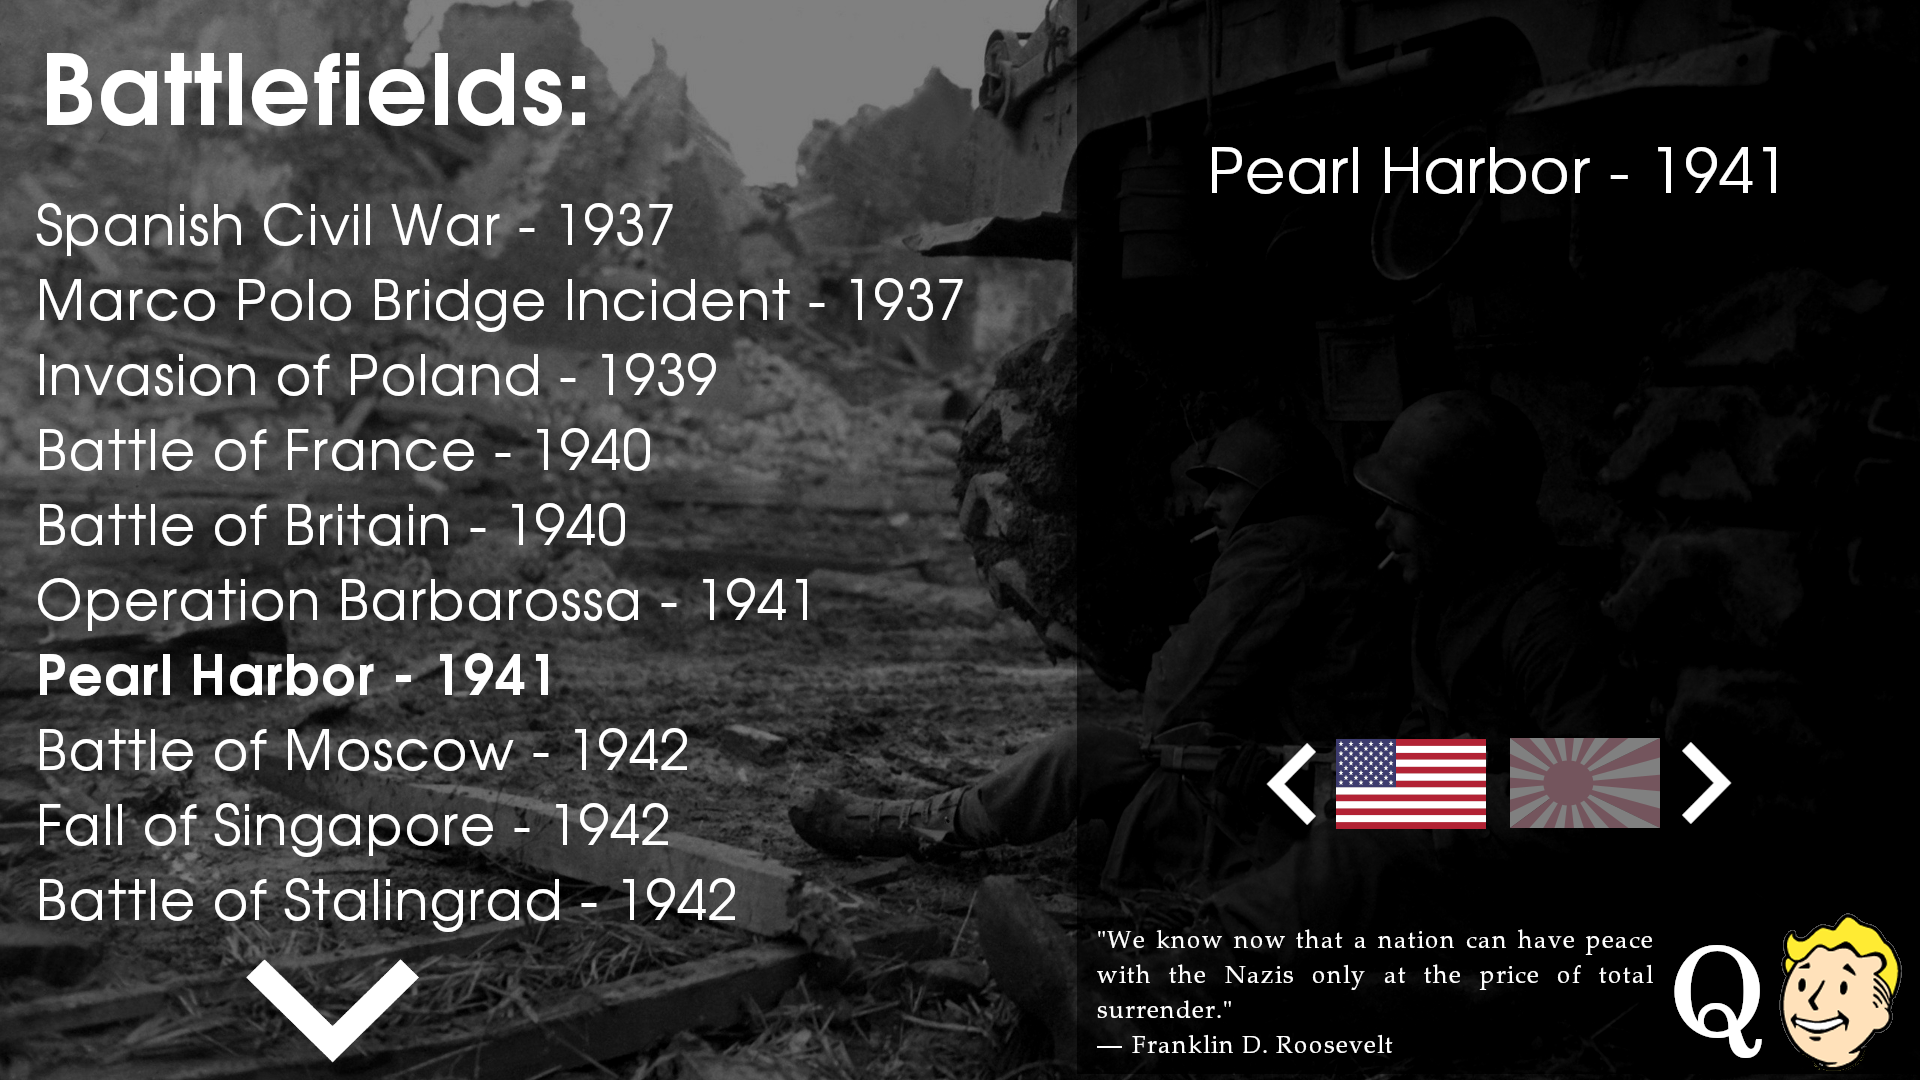 Battlefields:
Spanish Civil War - 1937
Marco Polo Bridge Incident - 1937
Invasion of Poland - 1939
Battle of France - 1940
Battle of Britain - 1940
Operation Barbarossa - 1941
Pearl Harbor - 1941
Battle of Moscow - 1942
Fall of Singapore - 1942
Battle of Stalingrad - 1942
Pearl Harbor - 1941
"We know now that a nation can have peace
with the Nazis only at the price of total
surrender."
— Franklin D. Roosevelt
Q